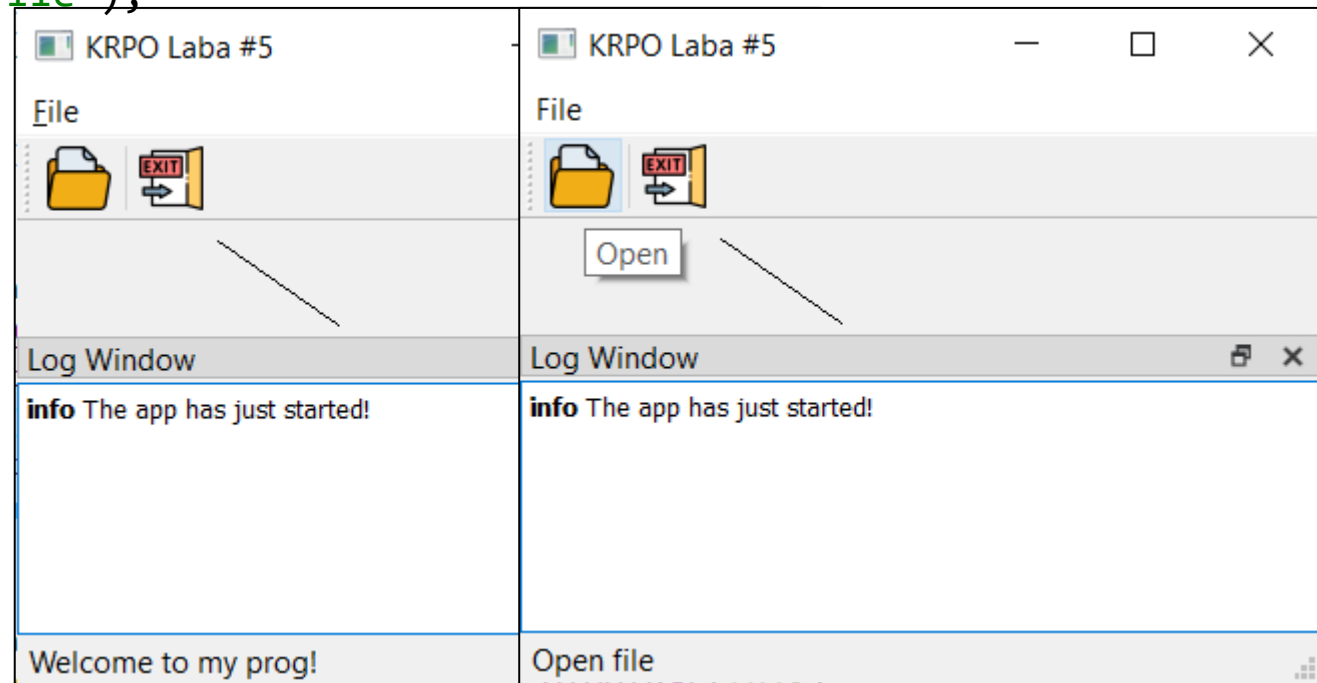 KRPO Laba #5
File
EXIT
Log Window
info The app has just started!
Welcome to my prog!
KRPO Laba #5
File
EXIT
Open
Log Window
info The app has just started!
Open file